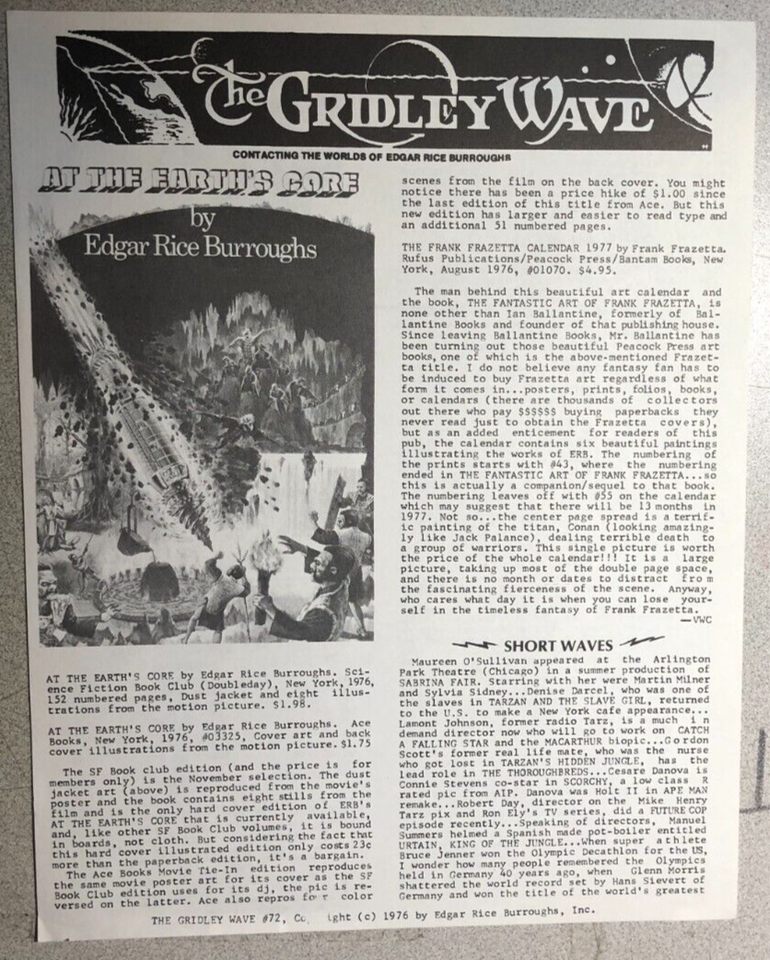 The GRIDLEY WAVE
CONTACTING THE WORLDS OF EDGAR RICE BURROUGHS
AT THE EARTH'S CORE
by
Edgar Rice Burroughs
AT THE EARTH'S CORE by Edgar Rice Burroughs. Sci-
ence Fiction Book Club (Doubleday), New York, 1976,
152 numbered pages, Dust jacket and eight illus-
trations from the motion picture. $1.98.
AT THE EARTH'S CORE by Edgar Rice Burroughs. Ace
Books, New York, 1976, #03325, Cover art and back
cover illustrations from the motion picture. $1.75
The SF Book club edition (and the price is for
members only) is the November selection. The dust
jacket art (above) is reproduced from the movie's
poster and the book contains eight stills from the
film and is the only hard cover edition of ERB's
AT THE EARTH'S CORE that is currently available,
and, like other SF Book Club volumes, it is bound
in boards, not cloth. But considering the fact that
this hard cover illustrated edition only costs 23c
more than the paperback edition, it's a bargain.
The Ace Books Movie Tie-In edition reproduces
the same movie poster art for its cover as the SF
Book Club edition uses for its dj, the pic is re-
versed on the latter. Ace also repros color
scenes from the film on the back cover. You might
notice there has been a price hike of $1.00 since
the last edition of this title from Ace. But this
new edition has larger and easier to read type and
an additional 51 numbered pages.
THE FRANK FRAZETTA CALENDAR 1977 by Frank Frazetta.
Rufus Publications/Peacock Press/Bantam Books, New
York, August 1976, #01070. $4.95.
The man behind this beautiful art calendar and
the book, THE FANTASTIC ART OF FRANK FRAZETTA, is
none other than Ian Ballantine, formerly of Bal-
lantine Books and founder of that publishing house.
Since leaving Ballantine Books, Mr. Ballantine has
been turning out those beautiful Peacock Press art
books, one of which is the above-mentioned Frazet-
ta title. I do not believe any fantasy fan has to
be induced to buy Frazetta art regardless of what
form it comes in...posters, prints, folios, books,
or calendars (there are thousands of collectors
out there who pay $$$$$$ buying paperbacks they
never read just to obtain the Frazetta covers),
but as an added enticement for readers of this
pub, the calendar contains six beautiful paintings
illustrating the works of ERB. The numbering of
the prints starts with #43, where the numbering
ended in THE FANTASTIC ART OF FRANK FRAZETTA...so
this is actually a companion/sequel to that book.
The numbering leaves off with #55 on the calendar
which may suggest that there will be 13 months in
1977. Not so...the center page spread is a terrif-
ic painting of the titan, Conan (looking amazing-
ly like Jack Palance), dealing terrible death to
a group of warriors. This single picture is worth
the price of the whole calendar!!! It is a large
picture, taking up most of the double page space,
and there is no month or dates to distract from
the fascinating fierceness of the scene. Anyway,
who cares what day it is when you can lose your-
self in the timeless fantasy of Frank Frazetta.
—VWC
SHORT WAVES
Maureen O'Sullivan appeared at the Arlington
Park Theatre (Chicago) in a summer production of
SABRINA FAIR. Starring with her were Martin Milner
and Sylvia Sidney...Denise Darcel, who was one of
the slaves in TARZAN AND THE SLAVE GIRL, returned
to the U.S. to make a New York cafe appearance...
Lamont Johnson, former radio Tarz, is a much in
demand director now who will go to work on CATCH
A FALLING STAR and the MACARTHUR biopic...Gordon
Scott's former real life mate, who was the nurse
who got lost in TARZAN'S HIDDEN JUNGLE, has the
lead role in THE THOROUGHBREDS...Cesare Danova is
Connie Stevens co-star in SCORCHY, a low class R
rated pic from AIP. Danova was Holt II in APE MAN
remake...Robert Day, director on the Mike Henry
Tarz pix and Ron Ely's TV series, did a FUTURE COP
episode recently...Speaking of directors, Manuel
Summers helmed a Spanish made pot-boiler entitled
URTAIN, KING OF THE JUNGLE...When super athlete
Bruce Jenner won the Olympic Decathlon for the US,
I wonder how many people remembered the Olympics
held in Germany 40 years ago, when Glenn Morris
shattered the world record set by Hans Sievert of
Germany and won the title of the world's greatest
THE GRIDLEY WAVE #72, (c) 1976 by Edgar Rice Burroughs, Inc.